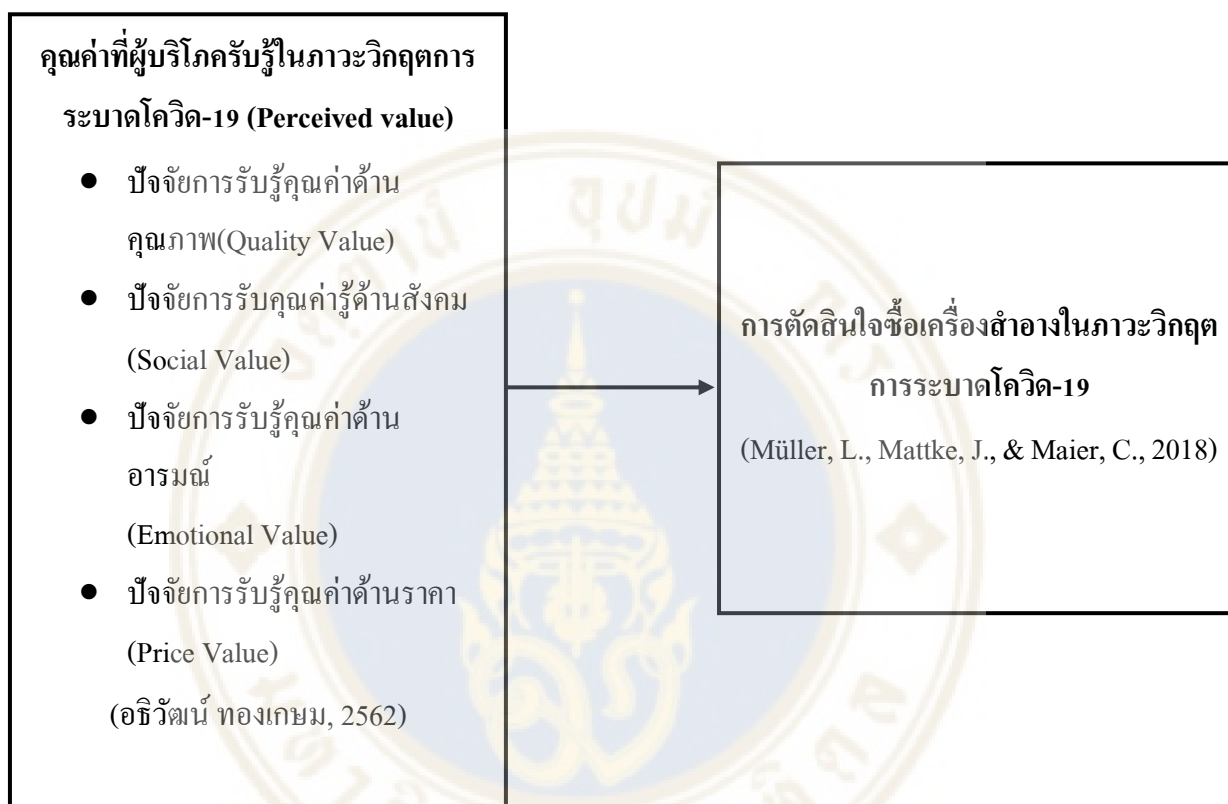 คุณค่าที่ผู้บริโภครับรู้ในภาวะวิกฤตการ
ระบาดโควิด-19 (Perceived value)
● ปัจจัยการรับรู้คุณค่าด้าน
คุณภาพ(Quality Value)
● ปัจจัยการรับคุณค่ารู้ด้านสังคม
(Social Value)
● ปัจจัยการรับรู้คุณค่าด้าน
อารมณ์
(Emotional Value)
● ปัจจัยการรับรู้คุณค่าด้านราคา
(Price Value)
(อธิวัฒน์ ทองเกษม, 2562)
การตัดสินใจซื้อเครื่องสำอางในภาวะวิกฤต
การระบาดโควิด-19
(Müller, L., Mattke, J., & Maier, C., 2018)